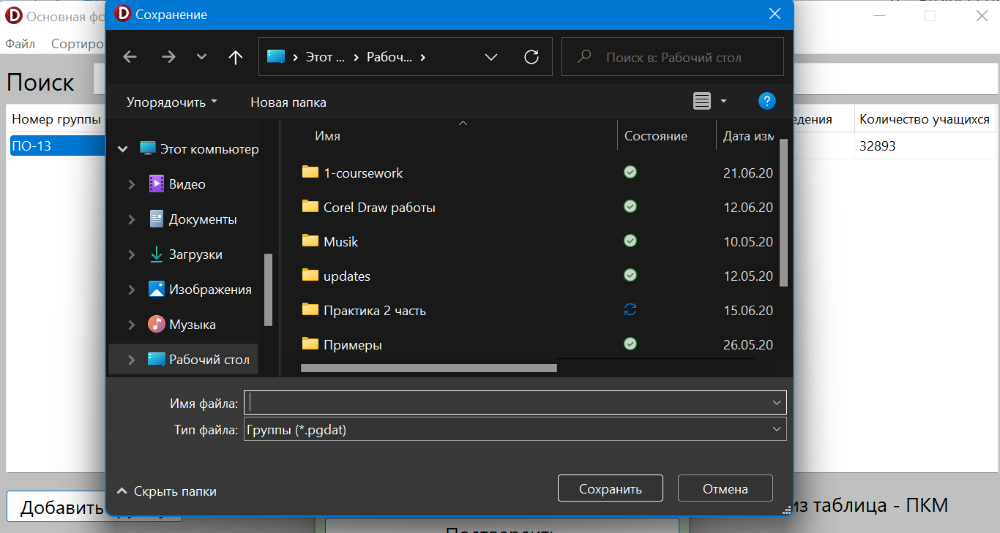 Основная фо
Сохранение
Файл Сортиро
Этот ... Рабоч...
Поиск в: Рабочий стол
Поиск
Упорядочить Новая папка
Номер группы
Имя Состояние Дата изм
едения Количество учащихся
ПО-13
32893
Этот компьютер
Видео
Документы
Загрузки
Изображения
Музыка
Рабочий стол
1-coursework 21.06.20
Corel Draw работы 12.06.20
Musik 10.05.20
updates 12.05.20
Практика 2 часть 15.06.20
Примеры 26.05.20
Имя файла:
Тип файла: Группы (*.pgdat)
Скрыть папки
Сохранить Отмена
Добавить
из таблица - ПКМ
Подтвердить